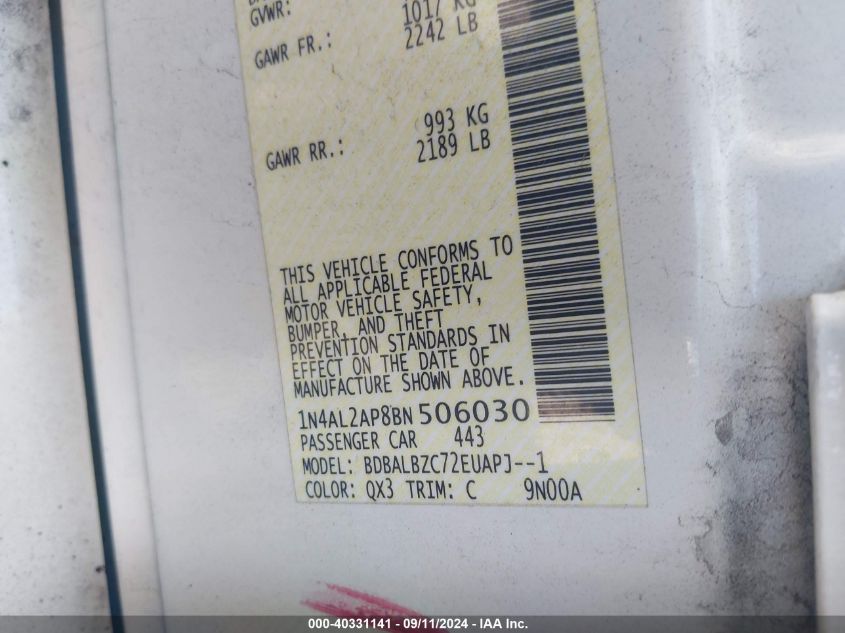 GVWR:
1017 KG
GAWR FR.: 2242 LB
993 KG
GAWR RR.: 2189 LB
THIS VEHICLE CONFORMS TO
ALL APPLICABLE FEDERAL
MOTOR VEHICLE SAFETY,
BUMPER, AND THEFT
PREVENTION STANDARDS IN
EFFECT ON THE DATE OF
MANUFACTURE SHOWN ABOVE.
1N4AL2AP8BN506030
PASSENGER CAR 443
MODEL: BDBALBZC72EUAPJ--1
COLOR: QX3 TRIM: C 9N00A
000-40331141 - 09/11/2024 - IAA Inc.